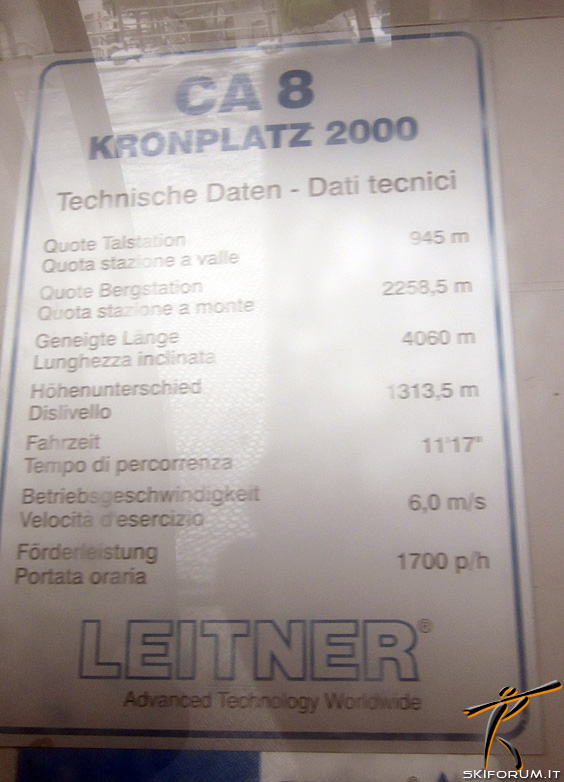 CA 8
KRONPLATZ 2000
Technische Daten - Dati tecnici
Quote Talstation 945 m
Quota stazione a valle
Quote Bergstation 2258,5 m
Quota stazione a monte
Geneigte Länge 4060 m
Lunghezza inclinata
Höhenunterschied 1313,5 m
Dislivello
Fahrzeit 11'17"
Tempo di percorrenza
Betriebsgeschwindigkeit 6,0 m/s
Velocità d'esercizio
Förderleistung 1700 p/h
Portata oraria
LEITNER®
Advanced Technology Worldwide
SKIFORUM.IT